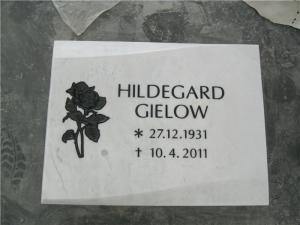 HILDEGARD
GIELOW
* 27.12.1931
† 10.4.2011